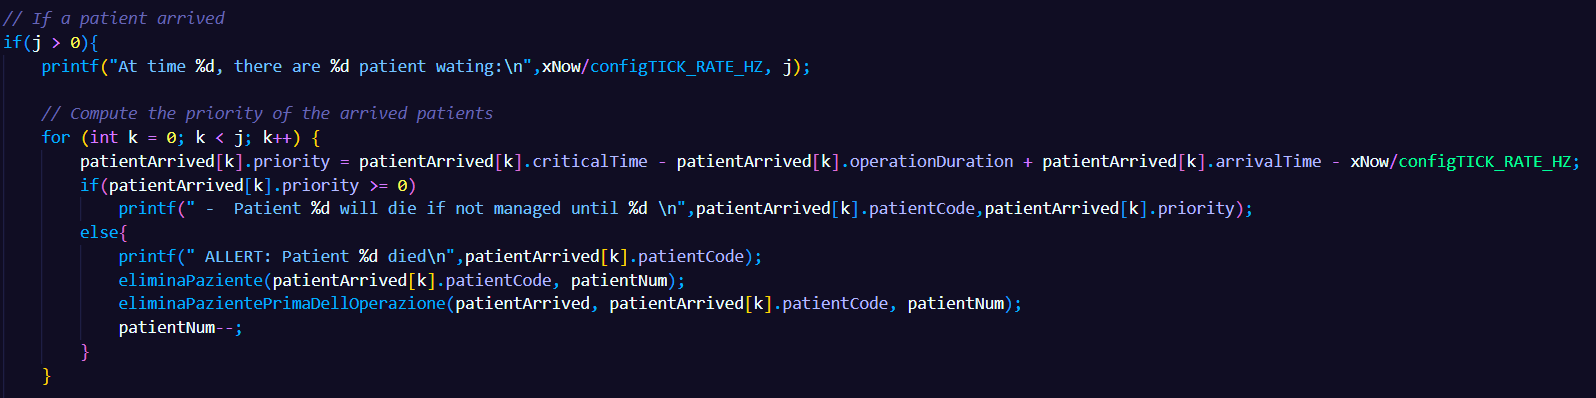 // If a patient arrived
if(j > 0){
    printf("At time %d, there are %d patient wating:\n",xNow/configTICK_RATE_HZ, j);

    // Compute the priority of the arrived patients
    for (int k = 0; k < j; k++) {
        patientArrived[k].priority = patientArrived[k].criticalTime - patientArrived[k].operationDuration + patientArrived[k].arrivalTime - xNow/configTICK_RATE_HZ;
        if(patientArrived[k].priority >= 0)
            printf(" -  Patient %d will die if not managed until %d \n",patientArrived[k].patientCode,patientArrived[k].priority);
        else{
            printf(" ALLERT: Patient %d died\n",patientArrived[k].patientCode);
            eliminaPaziente(patientArrived[k].patientCode, patientNum);
            eliminaPazientePrimaDellOperazione(patientArrived, patientArrived[k].patientCode, patientNum);
            patientNum--;
        }
    }